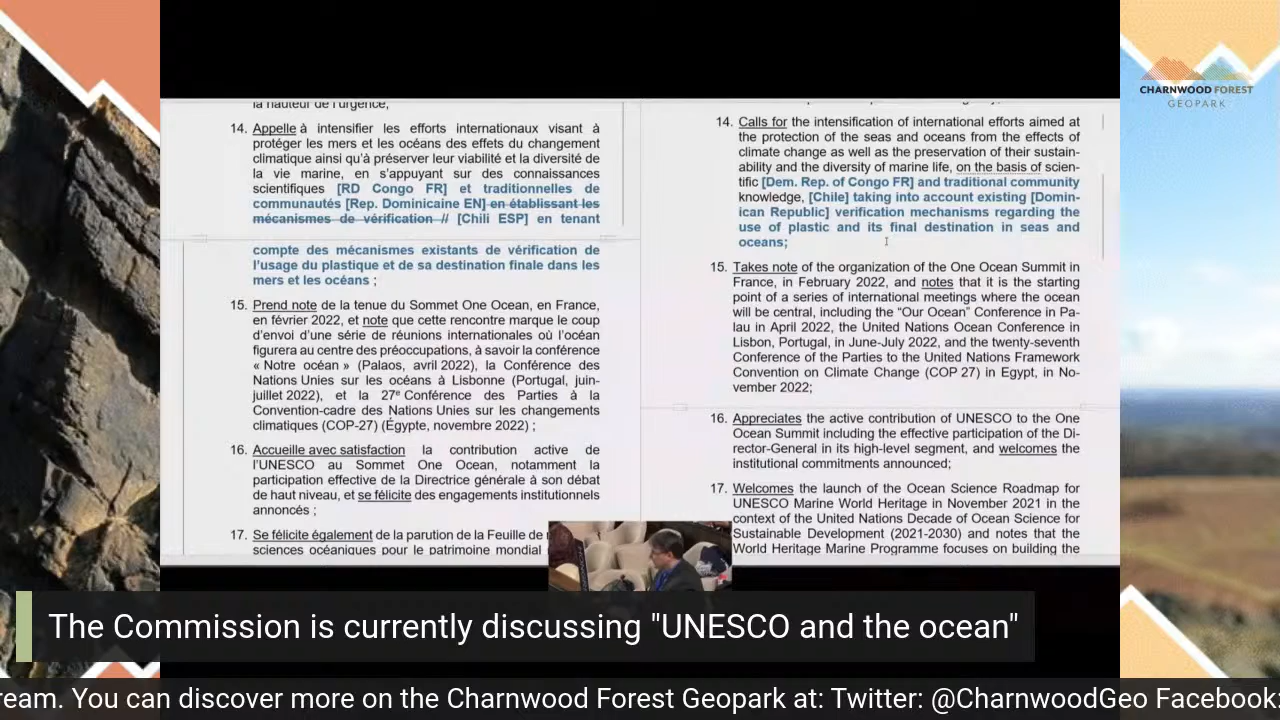 la hauteur de l'urgence,
14. Appelle à intensifier les efforts internationaux visant à
protéger les mers et les océans des effets du changement
climatique ainsi qu'à préserver leur viabilité et la diversité de
la vie marine, en s'appuyant sur des connaissances
scientifiques [RD Congo FR] et traditionnelles de
communautés [Rep. Dominicaine EN] en établissant les
mécanismes de vérification // [Chili ESP] en tenant
compte des mécanismes existants de vérification de
l'usage du plastique et de sa destination finale dans les
mers et les océans ;
15. Prend note de la tenue du Sommet One Ocean, en France,
en février 2022, et note que cette rencontre marque le coup
d'envoi d'une série de réunions internationales où l'océan
figurera au centre des préoccupations, à savoir la conférence
« Notre océan » (Palaos, avril 2022), la Conférence des
Nations Unies sur les océans à Lisbonne (Portugal, juin-
juillet 2022), et la 27e Conférence des Parties à la
Convention-cadre des Nations Unies sur les changements
climatiques (COP-27) (Égypte, novembre 2022) ;
16. Accueille avec satisfaction la contribution active de
l'UNESCO au Sommet One Ocean, notamment la
participation effective de la Directrice générale à son débat
de haut niveau, et se félicite des engagements institutionnels
annoncés ;
17. Se félicite également de la parution de la Feuille de
sciences océaniques pour le patrimoine mondial
14. Calls for the intensification of international efforts aimed at
the protection of the seas and oceans from the effects of
climate change as well as the preservation of their sustain-
ability and the diversity of marine life, on the basis of scien-
tific [Dem. Rep. of Congo FR] and traditional community
knowledge, [Chile] taking into account existing [Domin-
ican Republic] verification mechanisms regarding the
use of plastic and its final destination in seas and
oceans;
15. Takes note of the organization of the One Ocean Summit in
France, in February 2022, and notes that it is the starting
point of a series of international meetings where the ocean
will be central, including the "Our Ocean" Conference in Pa-
lau in April 2022, the United Nations Ocean Conference in
Lisbon, Portugal, in June-July 2022, and the twenty-seventh
Conference of the Parties to the United Nations Framework
Convention on Climate Change (COP 27) in Egypt, in No-
vember 2022;
16. Appreciates the active contribution of UNESCO to the One
Ocean Summit including the effective participation of the Di-
rector-General in its high-level segment, and welcomes the
institutional commitments announced;
17. Welcomes the launch of the Ocean Science Roadmap for
UNESCO Marine World Heritage in November 2021 in the
context of the United Nations Decade of Ocean Science for
Sustainable Development (2021-2030) and notes that the
World Heritage Marine Programme focuses on building the
CHARNWOOD FOREST
GEOPARK
The Commission is currently discussing "UNESCO and the ocean"
ream. You can discover more on the Charnwood Forest Geopark at: Twitter: @CharnwoodGeo Facebook: